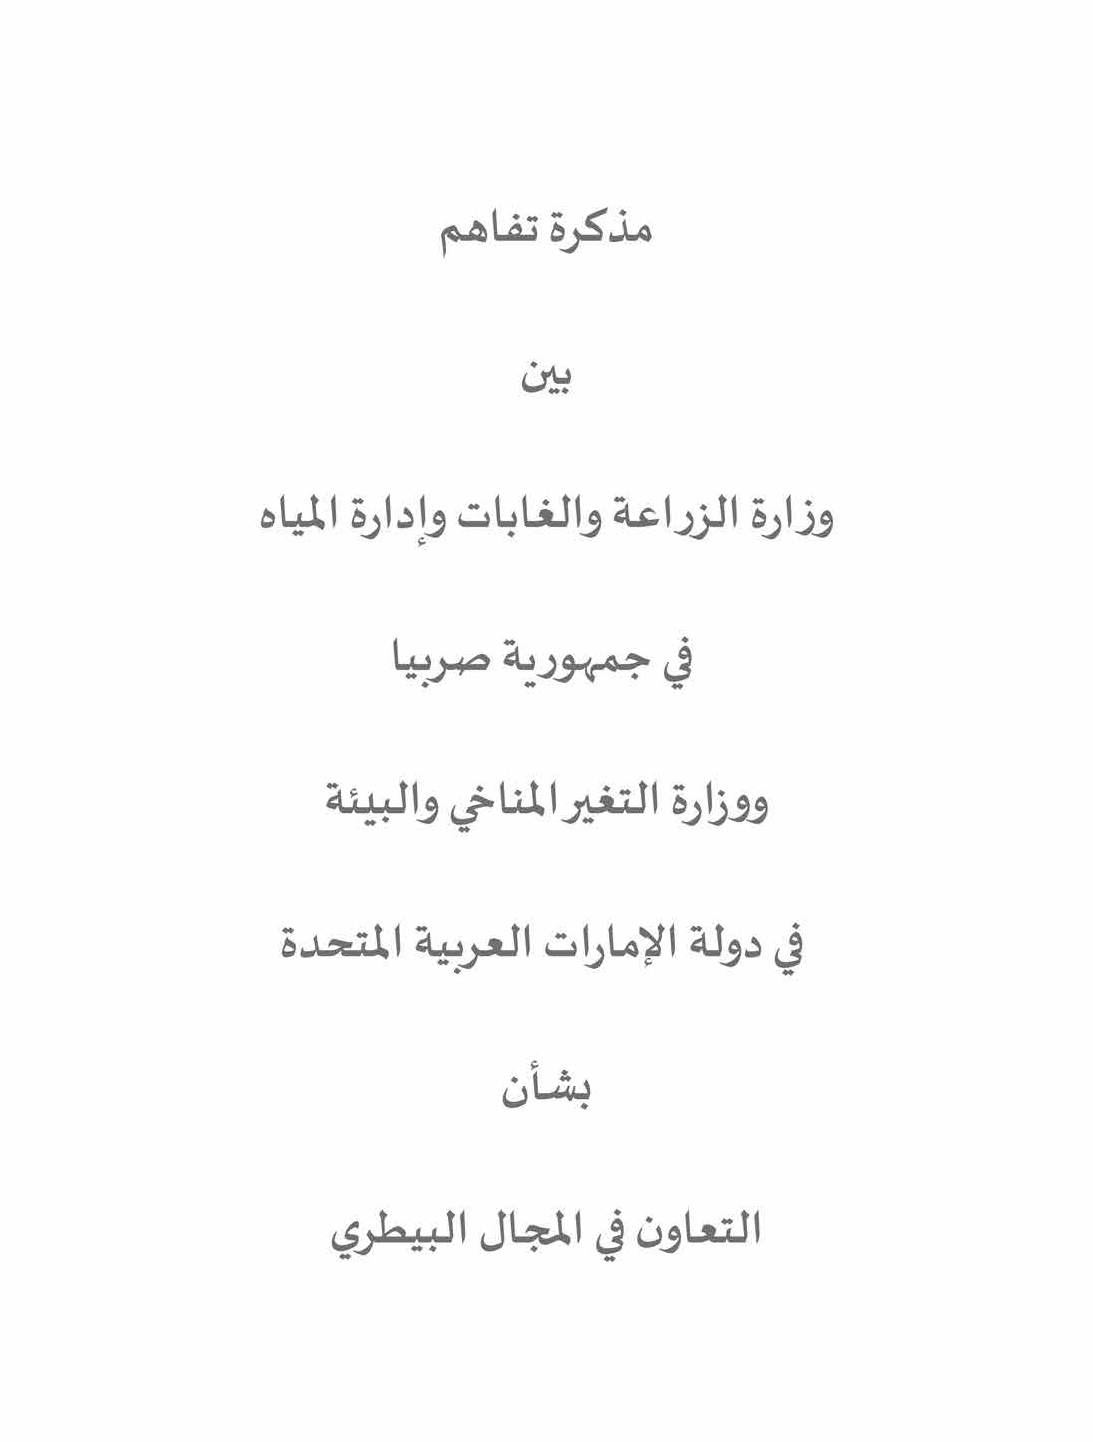 مذكرة تفاهم
بين
وزارة الزراعة والغابات وإدارة المياه
في جمهورية صربيا
ووزارة التغير المناخي والبيئة
في دولة الإمارات العربية المتحدة
بشأن
التعاون في المجال البيطري